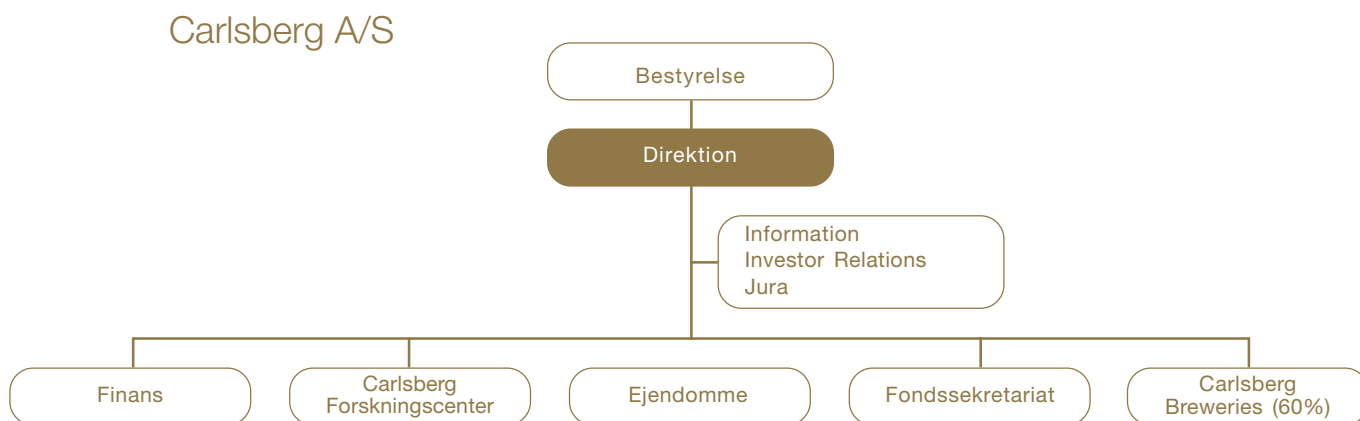 Carlsberg A/S
Bestyrelse
Direktion
Information
Investor Relations
Jura
Finans
Carlsberg
Forskningscenter
Ejendomme
Fondssekretariat
Carlsberg
Breweries (60%)